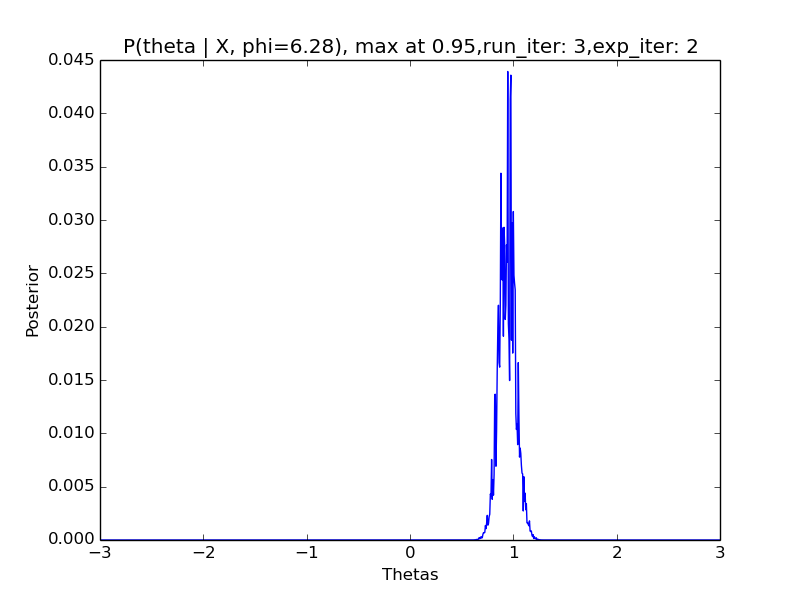 P(theta | X, phi=6.28), max at 0.95,run_iter: 3,exp_iter: 2
0.045
0.040
0.035
0.030
0.025
0.020
0.015
0.010
0.005
0.000
Posterior
−3 −2 −1 0 1 2 3
Thetas